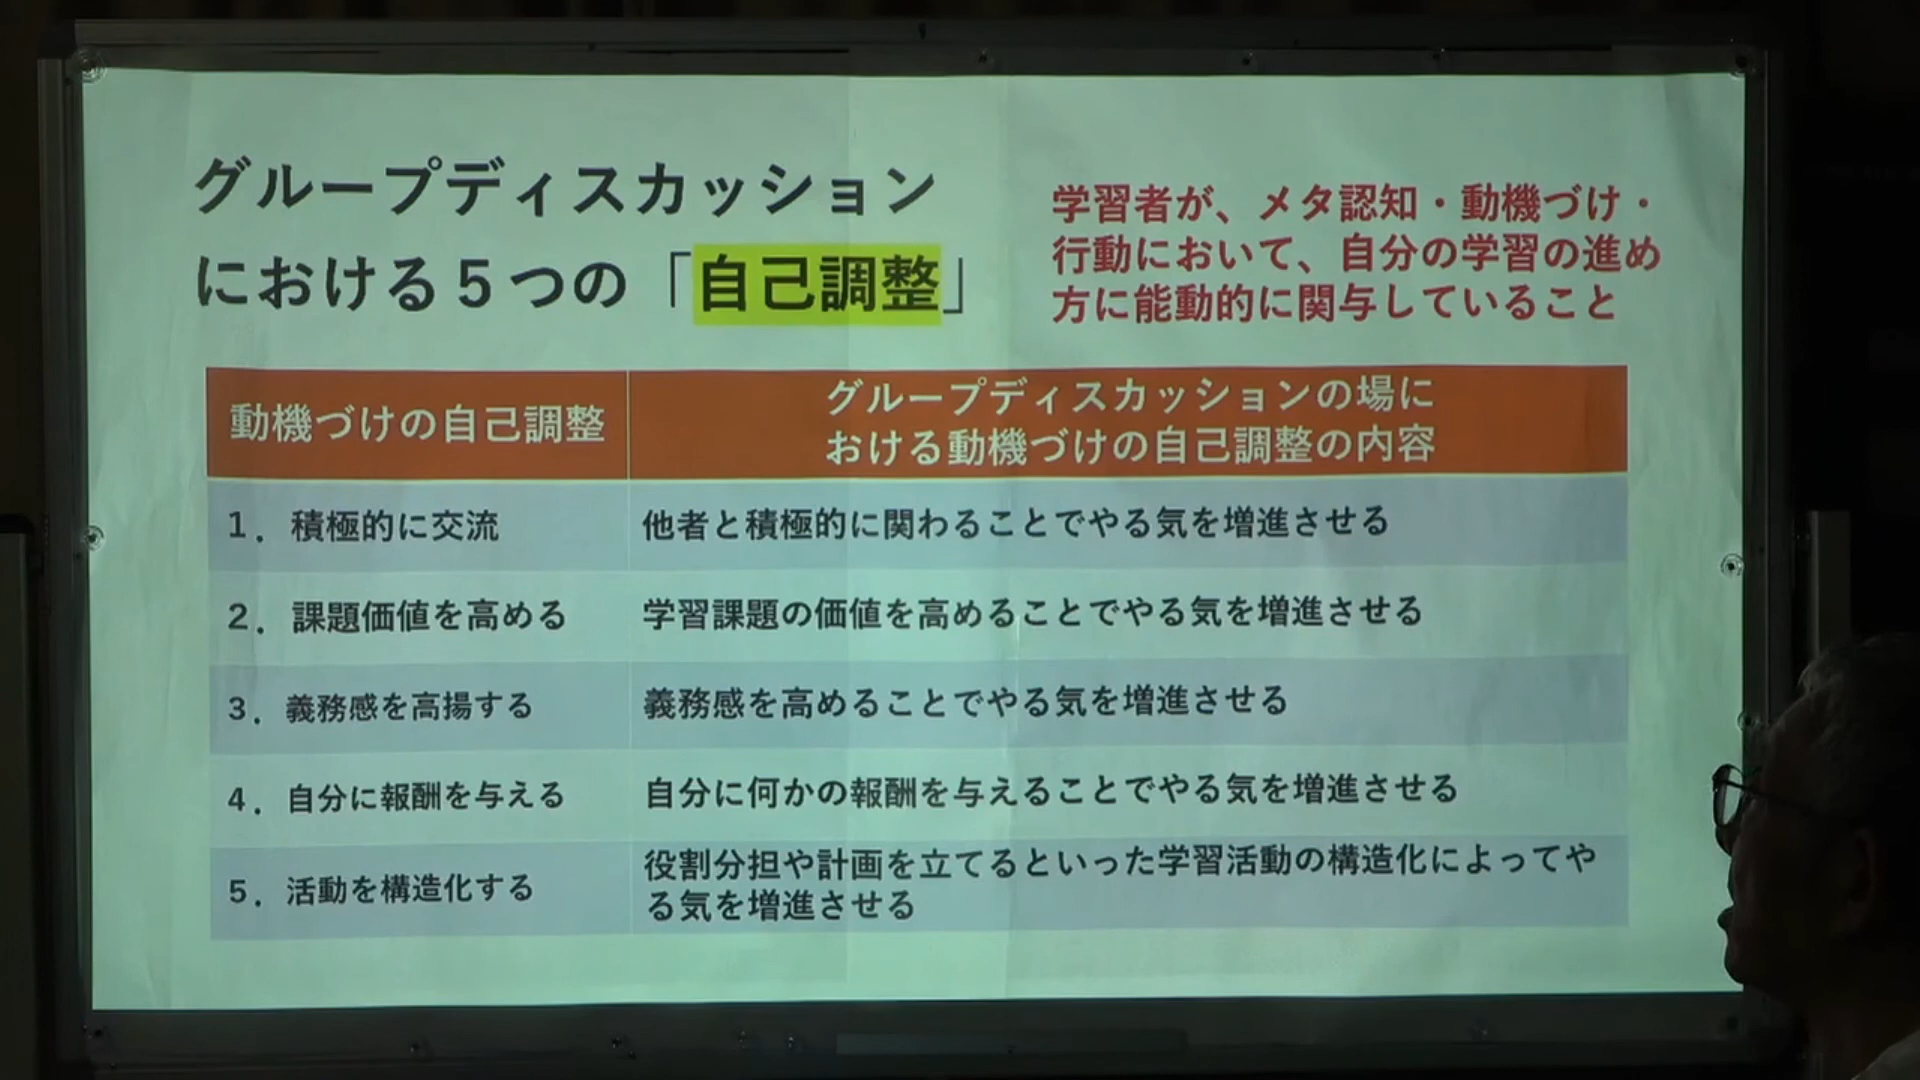 グループディスカッション
における５つの「自己調整」
学習者が、メタ認知・動機づけ・
行動において、自分の学習の進め
方に能動的に関与していること
動機づけの自己調整
グループディスカッションの場に
おける動機づけの自己調整の内容
1．積極的に交流
他者と積極的に関わることでやる気を増進させる
2．課題価値を高める
学習課題の価値を高めることでやる気を増進させる
3．義務感を高揚する
義務感を高めることでやる気を増進させる
4．自分に報酬を与える
自分に何かの報酬を与えることでやる気を増進させる
5．活動を構造化する
役割分担や計画を立てるといった学習活動の構造化によってや
る気を増進させる